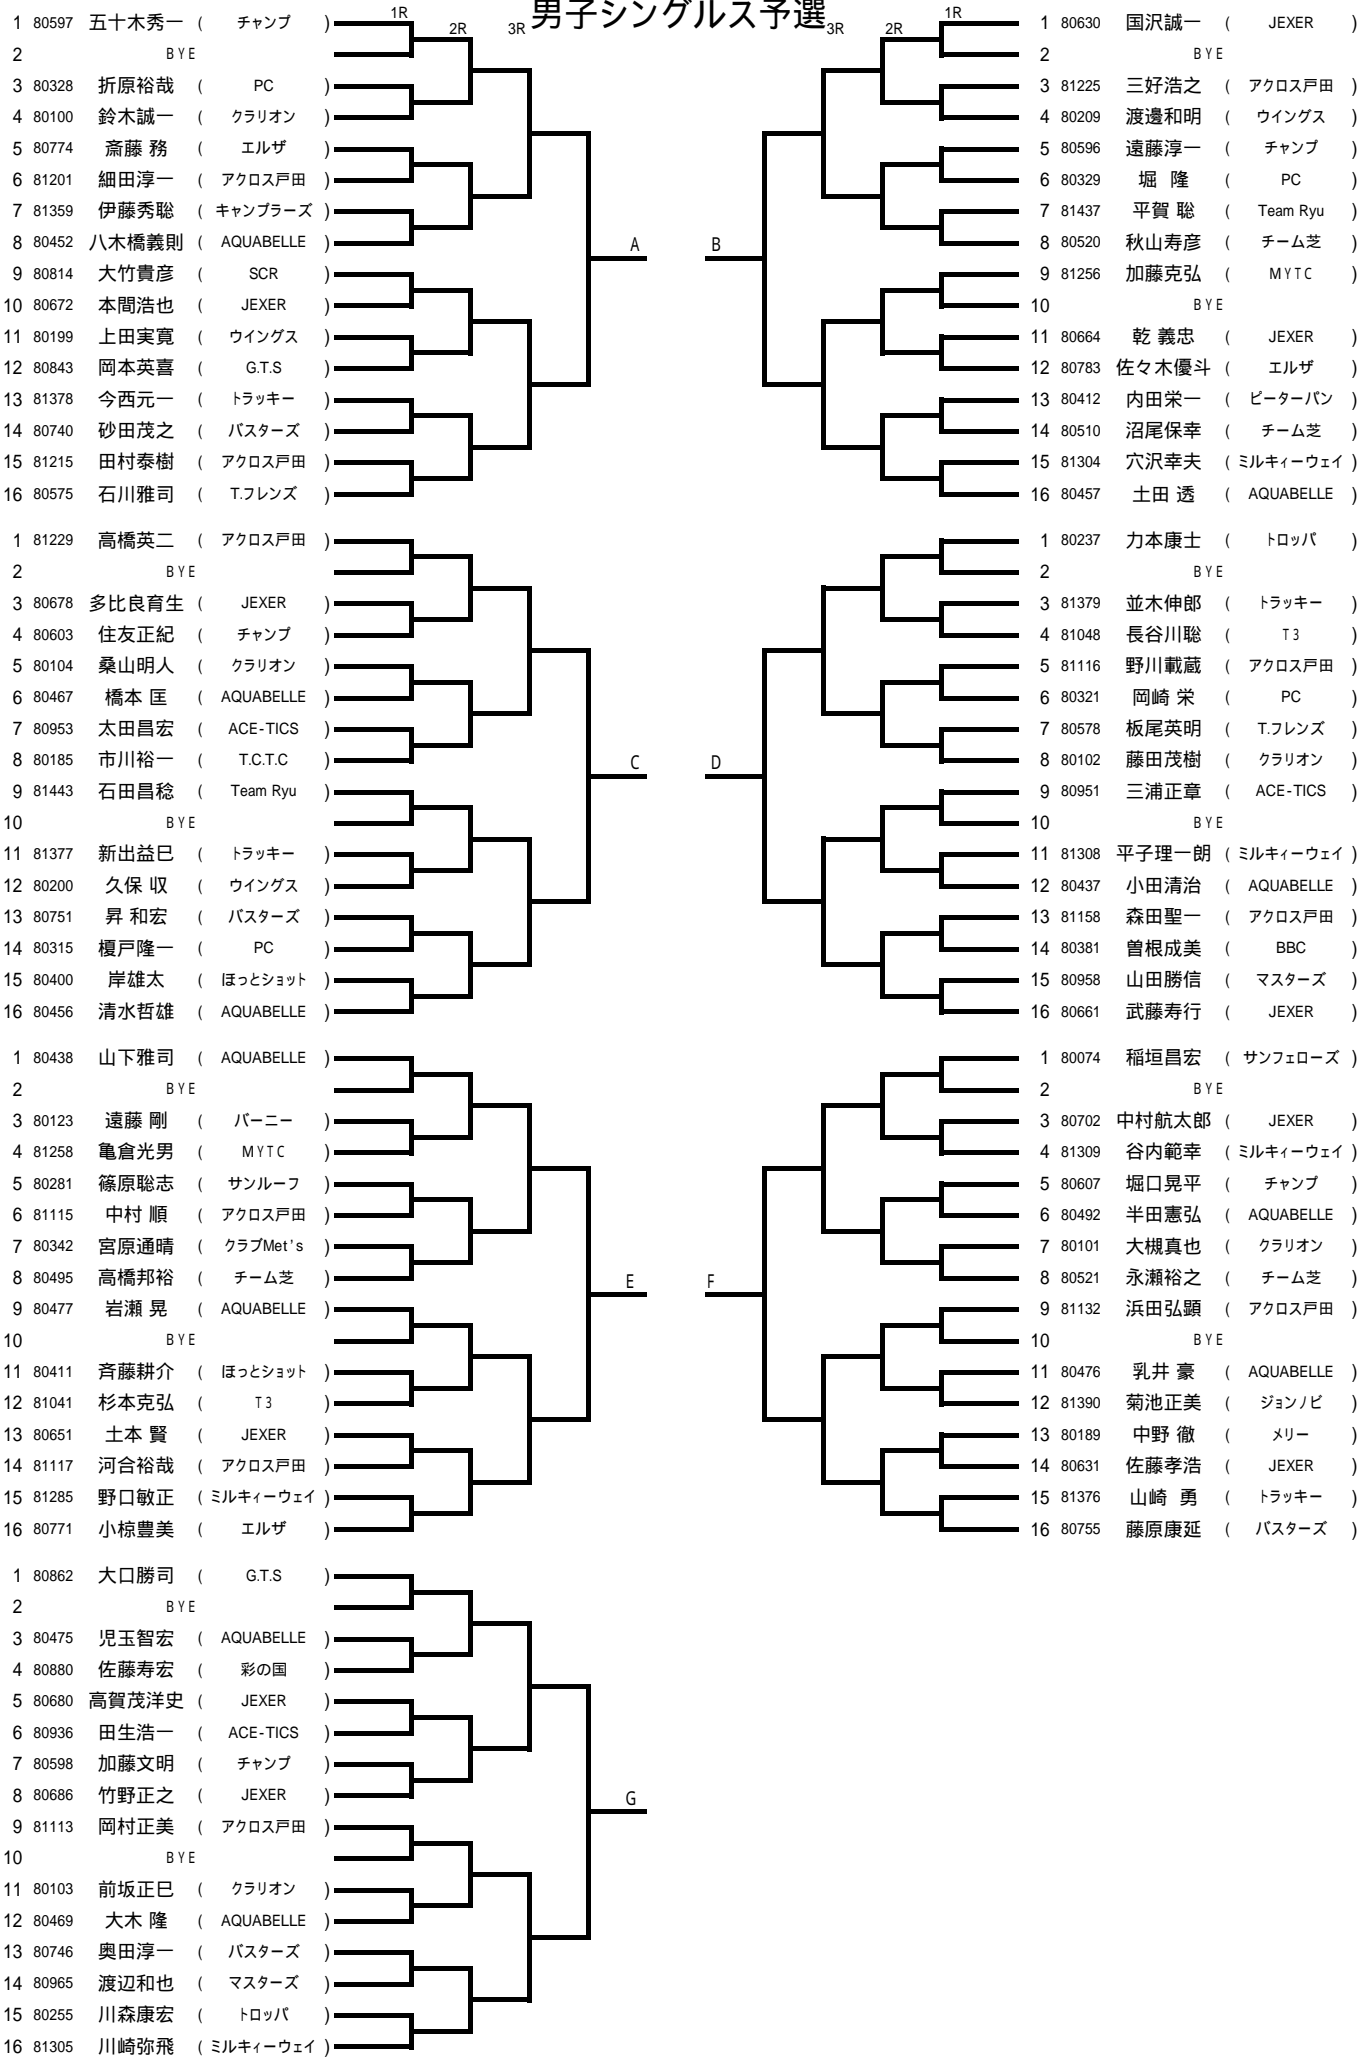 男子シングルス予選
1R 2R 3R 3R 2R 1R
1 80597 五十木秀一 ( チャンプ )
2 BYE
3 80328 折原裕哉 ( PC )
4 80100 鈴木誠一 ( クラリオン )
5 80774 斎藤 務 ( エルザ )
6 81201 細田淳一 ( アクロス戸田 )
7 81359 伊藤秀聡 ( キャンプラーズ )
8 80452 八木橋義則 ( AQUABELLE )
9 80814 大竹貴彦 ( SCR )
10 80672 本間浩也 ( JEXER )
11 80199 上田実寛 ( ウイングス )
12 80843 岡本英喜 ( G.T.S )
13 81378 今西元一 ( トラッキー )
14 80740 砂田茂之 ( バスターズ )
15 81215 田村泰樹 ( アクロス戸田 )
16 80575 石川雅司 ( T.フレンズ )
A
1 80630 国沢誠一 ( JEXER )
2 BYE
3 81225 三好浩之 ( アクロス戸田 )
4 80209 渡邊和明 ( ウイングス )
5 80596 遠藤淳一 ( チャンプ )
6 80329 堀 隆 ( PC )
7 81437 平賀 聡 ( Team Ryu )
8 80520 秋山寿彦 ( チーム芝 )
9 81256 加藤克弘 ( MYTC )
10 BYE
11 80664 乾 義忠 ( JEXER )
12 80783 佐々木優斗 ( エルザ )
13 80412 内田栄一 ( ピーターパン )
14 80510 沼尾保幸 ( チーム芝 )
15 81304 穴沢幸夫 ( ミルキィーウェイ )
16 80457 土田 透 ( AQUABELLE )
B
1 81229 高橋英二 ( アクロス戸田 )
2 BYE
3 80678 多比良育生 ( JEXER )
4 80603 住友正紀 ( チャンプ )
5 80104 桑山明人 ( クラリオン )
6 80467 橋本 匡 ( AQUABELLE )
7 80953 太田昌宏 ( ACE-TICS )
8 80185 市川裕一 ( T.C.T.C )
9 81443 石田昌稔 ( Team Ryu )
10 BYE
11 81377 新出益巳 ( トラッキー )
12 80200 久保 収 ( ウイングス )
13 80751 昇 和宏 ( バスターズ )
14 80315 榎戸隆一 ( PC )
15 80400 岸雄太 ( ほっとショット )
16 80456 清水哲雄 ( AQUABELLE )
C
1 80237 力本康士 ( トロッパ )
2 BYE
3 81379 並木伸郎 ( トラッキー )
4 81048 長谷川聡 ( T3 )
5 81116 野川載蔵 ( アクロス戸田 )
6 80321 岡崎 栄 ( PC )
7 80578 板尾英明 ( T.フレンズ )
8 80102 藤田茂樹 ( クラリオン )
9 80951 三浦正章 ( ACE-TICS )
10 BYE
11 81308 平子理一朗 ( ミルキィーウェイ )
12 80437 小田清治 ( AQUABELLE )
13 81158 森田聖一 ( アクロス戸田 )
14 80381 曽根成美 ( BBC )
15 80958 山田勝信 ( マスターズ )
16 80661 武藤寿行 ( JEXER )
D
1 80438 山下雅司 ( AQUABELLE )
2 BYE
3 80123 遠藤 剛 ( バーニー )
4 81258 亀倉光男 ( MYTC )
5 80281 篠原聡志 ( サンルーフ )
6 81115 中村 順 ( アクロス戸田 )
7 80342 宮原通晴 ( クラブMet's )
8 80495 高橋邦裕 ( チーム芝 )
9 80477 岩瀬 晃 ( AQUABELLE )
10 BYE
11 80411 斉藤耕介 ( ほっとショット )
12 81041 杉本克弘 ( T3 )
13 80651 土本 賢 ( JEXER )
14 81117 河合裕哉 ( アクロス戸田 )
15 81285 野口敏正 ( ミルキィーウェイ )
16 80771 小椋豊美 ( エルザ )
E
1 80074 稲垣昌宏 ( サンフェローズ )
2 BYE
3 80702 中村航太郎 ( JEXER )
4 81309 谷内範幸 ( ミルキィーウェイ )
5 80607 堀口晃平 ( チャンプ )
6 80492 半田憲弘 ( AQUABELLE )
7 80101 大槻真也 ( クラリオン )
8 80521 永瀬裕之 ( チーム芝 )
9 81132 浜田弘顕 ( アクロス戸田 )
10 BYE
11 80476 乳井 豪 ( AQUABELLE )
12 81390 菊池正美 ( ジョンノビ )
13 80189 中野 徹 ( メリー )
14 80631 佐藤孝浩 ( JEXER )
15 81376 山崎 勇 ( トラッキー )
16 80755 藤原康延 ( バスターズ )
F
1 80862 大口勝司 ( G.T.S )
2 BYE
3 80475 児玉智宏 ( AQUABELLE )
4 80880 佐藤寿宏 ( 彩の国 )
5 80680 高賀茂洋史 ( JEXER )
6 80936 田生浩一 ( ACE-TICS )
7 80598 加藤文明 ( チャンプ )
8 80686 竹野正之 ( JEXER )
9 81113 岡村正美 ( アクロス戸田 )
10 BYE
11 80103 前坂正巳 ( クラリオン )
12 80469 大木 隆 ( AQUABELLE )
13 80746 奥田淳一 ( バスターズ )
14 80965 渡辺和也 ( マスターズ )
15 80255 川森康宏 ( トロッパ )
16 81305 川崎弥飛 ( ミルキィーウェイ )
G